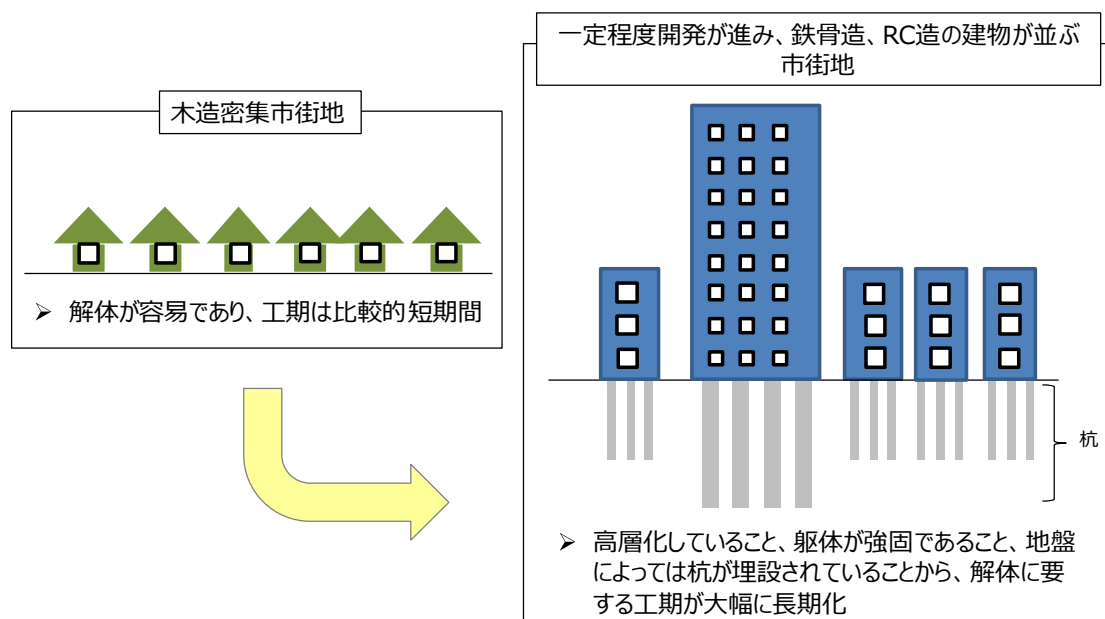 木造密集市街地
➢ 解体が容易であり、工期は比較的短期間
一定程度開発が進み、鉄骨造、RC造の建物が並ぶ
市街地
杭
➢ 高層化していること、躯体が強固であること、地盤
によっては杭が埋設されていることから、解体に要
する工期が大幅に長期化